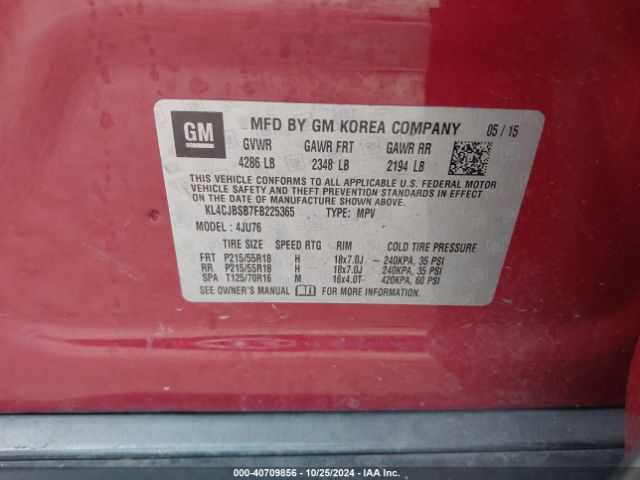 GM
MFD BY GM KOREA COMPANY 05 / 15
GVWR GAWR FRT GAWR RR
4286 LB 2348 LB 2194 LB
THIS VEHICLE CONFORMS TO ALL APPLICABLE U.S. FEDERAL MOTOR
VEHICLE SAFETY AND THEFT PREVENTION STANDARDS IN EFFECT
ON THE DATE OF MANUFACTURE SHOWN ABOVE.
KL4CJBSB7FB225365 TYPE: MPV
MODEL : 4JU76
TIRE SIZE SPEED RTG RIM COLD TIRE PRESSURE
FRT P215/55R18 H 18x7.0J 240KPA, 35 PSI
RR P215/55R18 H 18x7.0J 240KPA, 35 PSI
SPA T125/70R16 M 16x4.0T 420KPA, 60 PSI
SEE OWNER'S MANUAL FOR MORE INFORMATION
000-40709856 - 10/25/2024 - IAA Inc.